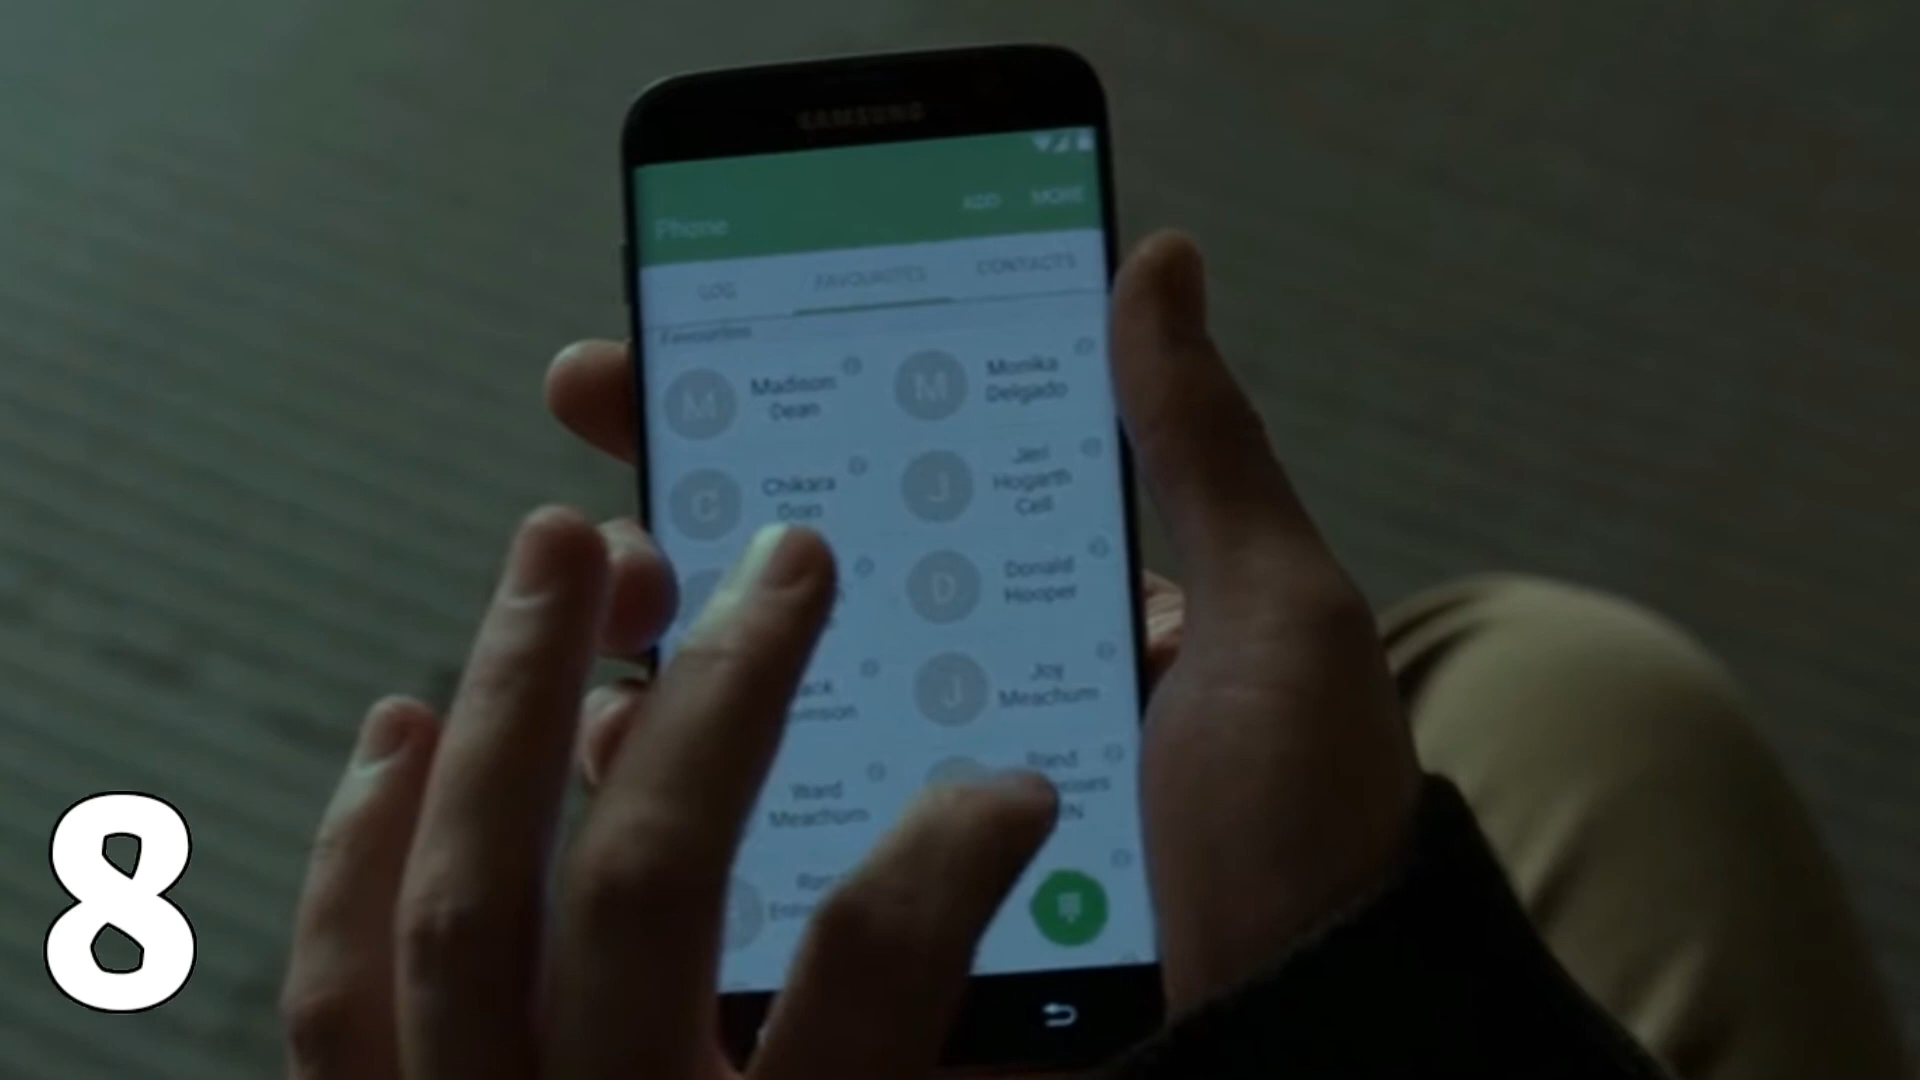 SAMSUNG
ADD MORE
Phone
LOG FAVOURITES CONTACTS
Favourites
M Madison
Dean
M Monika
Delgado
C Chikara
J Jeri
Hogarth
Cell
D Donald
Hooper
J Joy
Meachum
Ward
Meachum
8